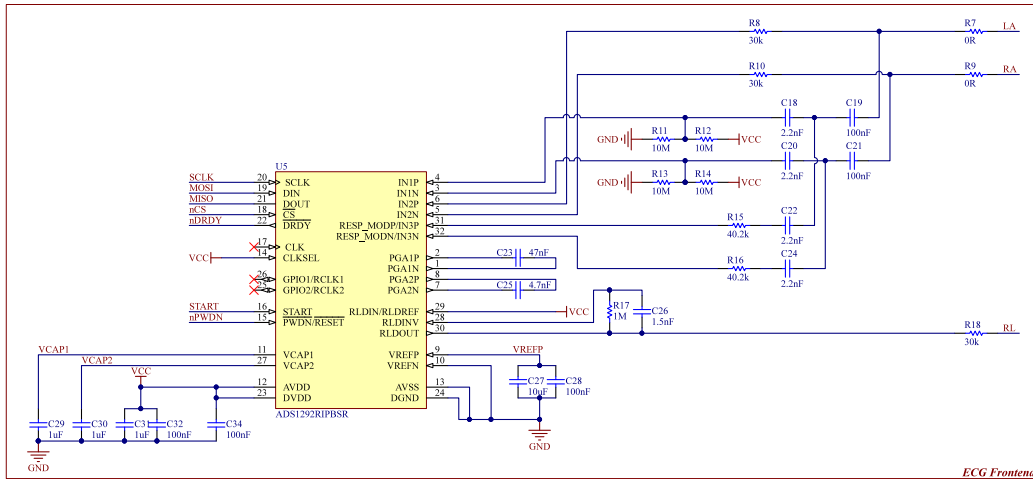 R8
30k
R7
0R
LA
R10
30k
R9
0R
RA
C18
2.2nF
C19
100nF
GND
R11
10M
R12
10M
VCC
C20
2.2nF
C21
100nF
GND
R13
10M
R14
10M
VCC
R15
40.2k
C22
2.2nF
R16
40.2k
C24
2.2nF
U5
SCLK
20
SCLK
MOSI
19
DIN
MISO
21
DOUT
nCS
18
CS
nDRDY
22
DRDY
17
CLK
VCC
14
CLKSEL
26
GPIO1/RCLK1
25
GPIO2/RCLK2
START
16
START
nPWDN
15
PWDN/RESET
VCAP1
11
VCAP1
VCAP2
27
VCAP2
VCC
12
AVDD
23
DVDD
IN1P
4
IN1N
3
IN2P
6
IN2N
5
RESP_MODP/IN3P
31
RESP_MODN/IN3N
32
PGA1P
2
PGA1N
1
C23
47nF
PGA2P
8
PGA2N
7
C25
4.7nF
RLDIN/RLDREF
29
VCC
RLDINV
28
RLDOUT
30
R17
1M
C26
1.5nF
R18
30k
RL
VREFP
9
VREFP
VREFN
10
AVSS
13
DGND
24
C27
10uF
C28
100nF
GND
ADS1292RIPBSR
C29
1uF
C30
1uF
C31
1uF
C32
100nF
C34
100nF
GND
ECG Frontend